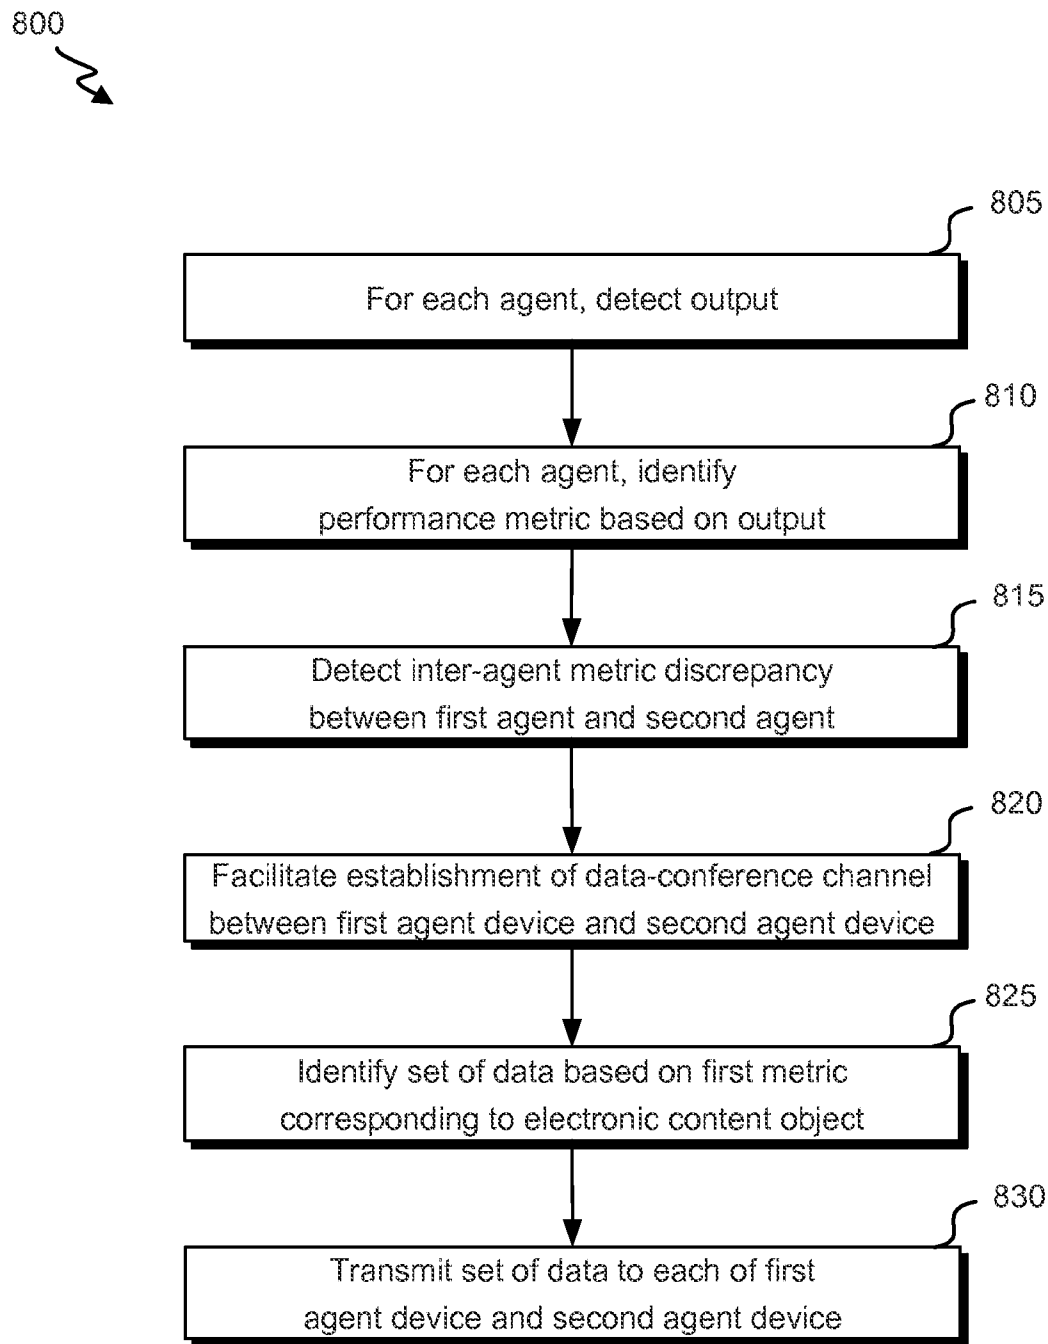 800
805
For each agent, detect output
810
For each agent, identify
performance metric based on output
815
Detect inter-agent metric discrepancy
between first agent and second agent
820
Facilitate establishment of data-conference channel
between first agent device and second agent device
825
Identify set of data based on first metric
corresponding to electronic content object
830
Transmit set of data to each of first
agent device and second agent device